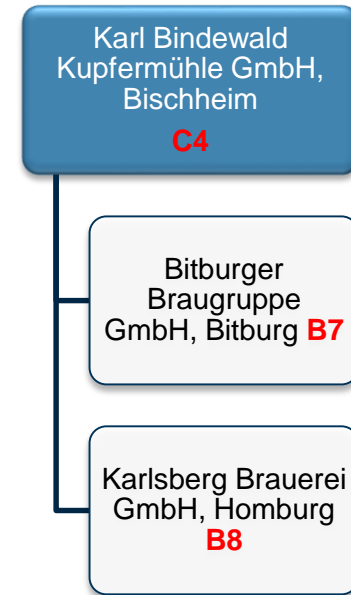 Karl Bindewald
Kupfermühle GmbH,
Bischheim
C4
Bitburger
Braugruppe
GmbH, Bitburg B7
Karlsberg Brauerei
GmbH, Homburg
B8